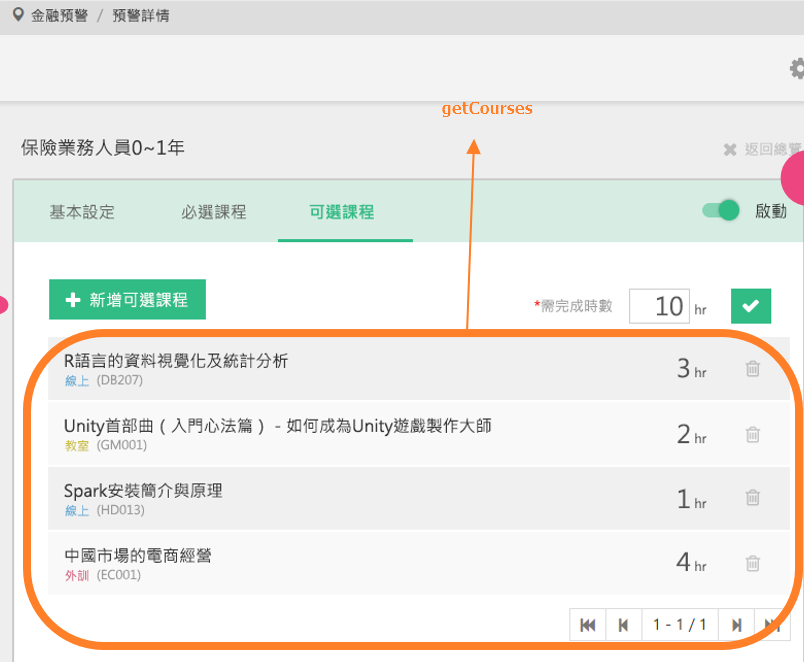 金融預警 / 預警詳情
getCourses
保險業務人員0~1年
返回總覽
基本設定 必選課程 可選課程 啟動
新增可選課程 *需完成時數 10 hr
R語言的資料視覺化及統計分析 3 hr
線上 (DB207)
Unity首部曲（入門心法篇） - 如何成為Unity遊戲製作大師 2 hr
教室 (GM001)
Spark安裝簡介與原理 1 hr
線上 (HD013)
中國市場的電商經營 4 hr
外訓 (EC001)
1 - 1 / 1